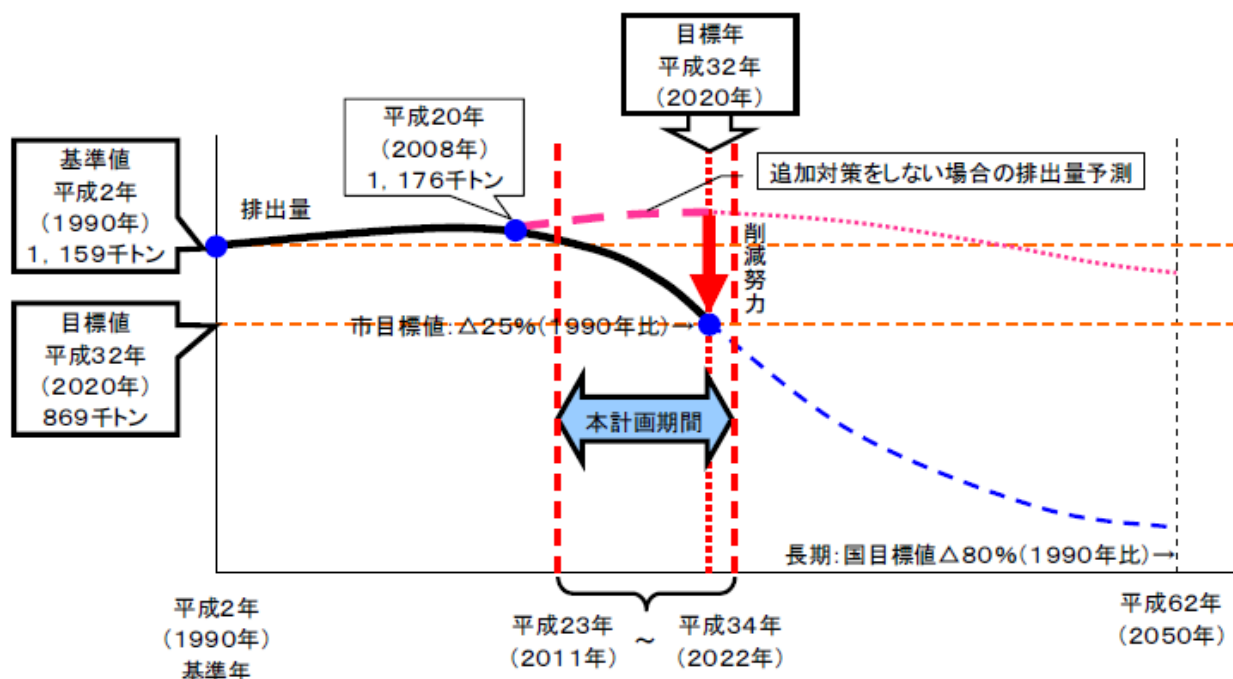 目標年
平成32年
(2020年)
平成20年
(2008年)
1,176千トン
基準値
平成2年
(1990年)
1,159千トン
排出量
追加対策をしない場合の排出量予測
削減努力
目標値
平成32年
(2020年)
869千トン
市目標値:△25%(1990年比)→
本計画期間
長期:国目標値△80%(1990年比)→
平成2年
(1990年)
基準年
平成23年
(2011年)
～
平成34年
(2022年)
平成62年
(2050年)